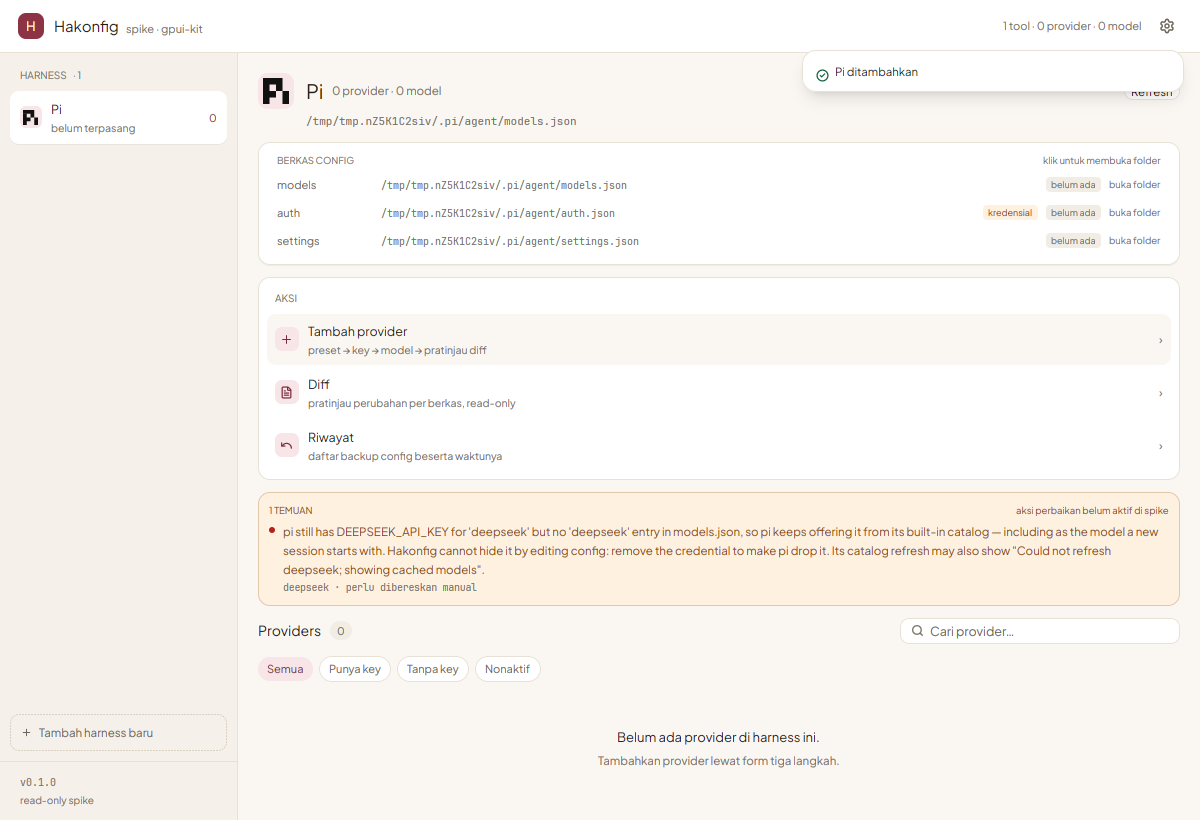 H
Hakonfig spike · gpui-kit
1 tool · 0 provider · 0 model
HARNESS · 1
Pi
belum terpasang
0
Tambah harness baru
v0.1.0
read-only spike
Pi ditambahkan
Pi 0 provider · 0 model
Refresh
/tmp/tmp.nZ5K1C2siv/.pi/agent/models.json
BERKAS CONFIG klik untuk membuka folder
models /tmp/tmp.nZ5K1C2siv/.pi/agent/models.json belum ada buka folder
auth /tmp/tmp.nZ5K1C2siv/.pi/agent/auth.json kredensial belum ada buka folder
settings /tmp/tmp.nZ5K1C2siv/.pi/agent/settings.json belum ada buka folder
AKSI
Tambah provider
preset → key → model → pratinjau diff
Diff
pratinjau perubahan per berkas, read-only
Riwayat
daftar backup config beserta waktunya
1 TEMUAN aksi perbaikan belum aktif di spike
pi still has DEEPSEEK_API_KEY for 'deepseek' but no 'deepseek' entry in models.json, so pi keeps offering it from its built-in catalog — including as the model a new
session starts with. Hakonfig cannot hide it by editing config: remove the credential to make pi drop it. Its catalog refresh may also show "Could not refresh
deepseek; showing cached models".
deepseek · perlu dibereskan manual
Providers 0
Cari provider...
Semua Punya key Tanpa key Nonaktif
Belum ada provider di harness ini.
Tambahkan provider lewat form tiga langkah.